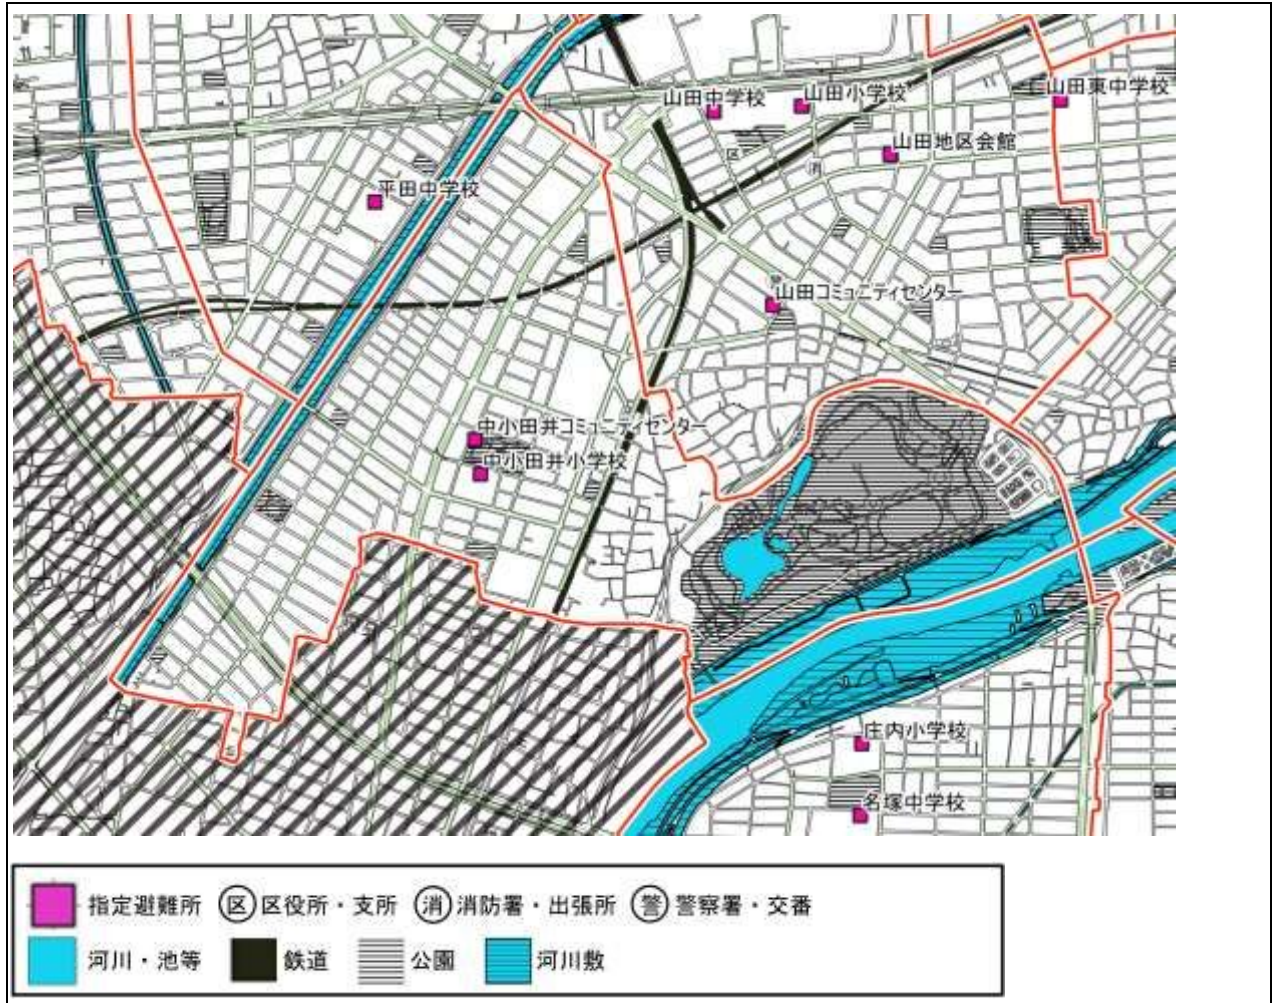 山田中学校
山田小学校
山田東中学校
山田地区会館
区
消
平田中学校
山田コミュニティセンター
中小田井コミュニティセンター
中小田井小学校
庄内小学校
名塚中学校
指定避難所 区 区役所・支所 消 消防署・出張所 警 警察署・交番
河川・池等 鉄道 公園 河川敷